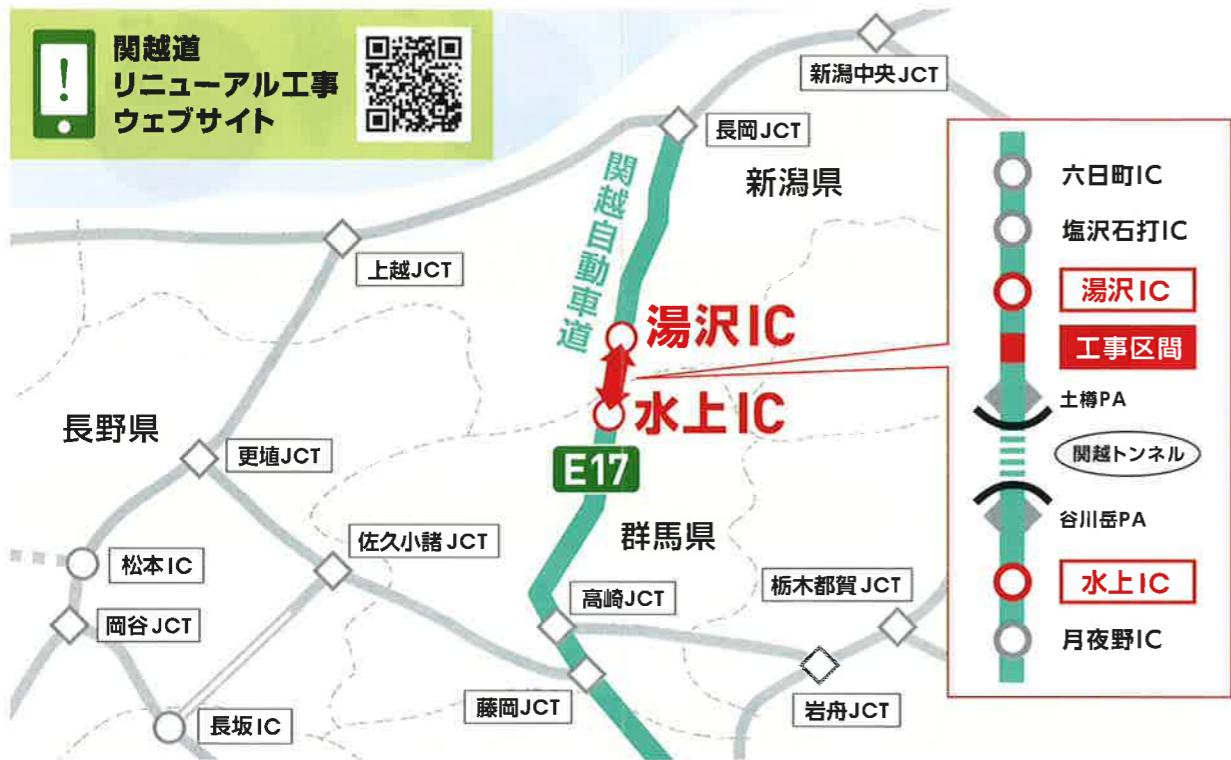 関越道
リニューアル工事
ウェブサイト
新潟中央JCT
長岡JCT
新潟県
関越自動車道
上越JCT
湯沢IC
水上IC
E17
長野県
更埴JCT
群馬県
佐久小諸JCT
松本IC
高崎JCT
栃木都賀JCT
岡谷JCT
藤岡JCT
岩舟JCT
長坂IC
六日町IC
塩沢石打IC
湯沢IC
工事区間
土樽PA
関越トンネル
谷川岳PA
水上IC
月夜野IC